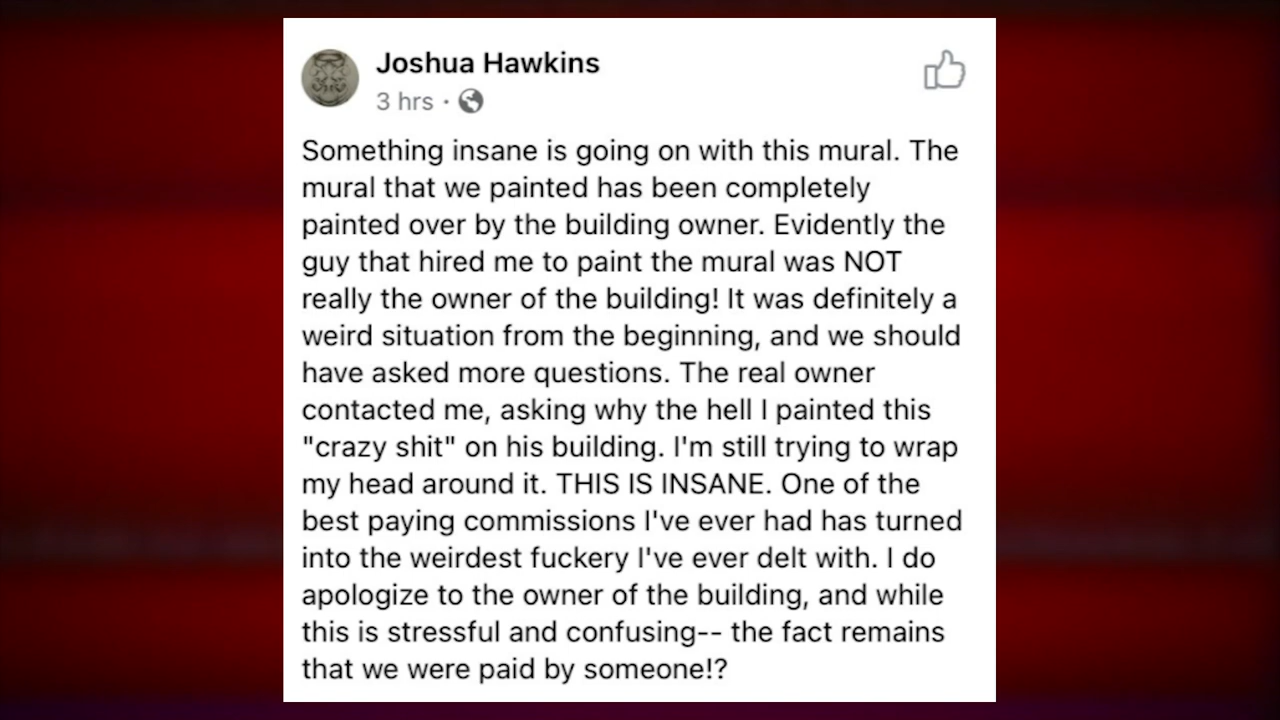 Joshua Hawkins
3 hrs ·
Something insane is going on with this mural. The
mural that we painted has been completely
painted over by the building owner. Evidently the
guy that hired me to paint the mural was NOT
really the owner of the building! It was definitely a
weird situation from the beginning, and we should
have asked more questions. The real owner
contacted me, asking why the hell I painted this
"crazy shit" on his building. I'm still trying to wrap
my head around it. THIS IS INSANE. One of the
best paying commissions I've ever had has turned
into the weirdest fuckery I've ever delt with. I do
apologize to the owner of the building, and while
this is stressful and confusing-- the fact remains
that we were paid by someone!?